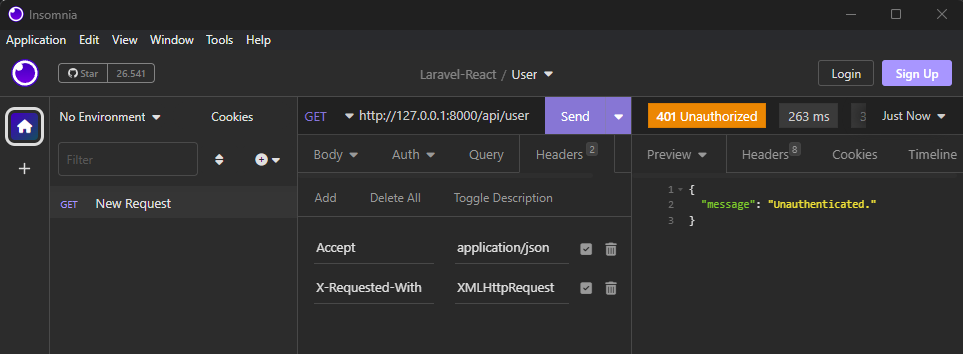 Insomnia
Application Edit View Window Tools Help
Star 26.541
Laravel-React / User
Login
Sign Up
No Environment
Cookies
GET http://127.0.0.1:8000/api/user Send
401 Unauthorized 263 ms 3 Just Now
Filter
Body Auth Query Headers 2
Preview Headers 8 Cookies Timeline
GET New Request
Add Delete All Toggle Description
Accept application/json
X-Requested-With XMLHttpRequest
1 {
2 "message": "Unauthenticated."
3 }